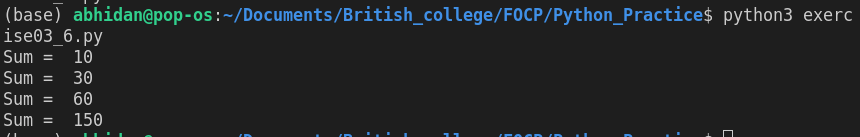 (base) abhidan@pop-os:~/Documents/British_college/FOCP/Python_Practice$ python3 exerc
ise03_6.py
Sum =  10
Sum =  30
Sum =  60
Sum =  150